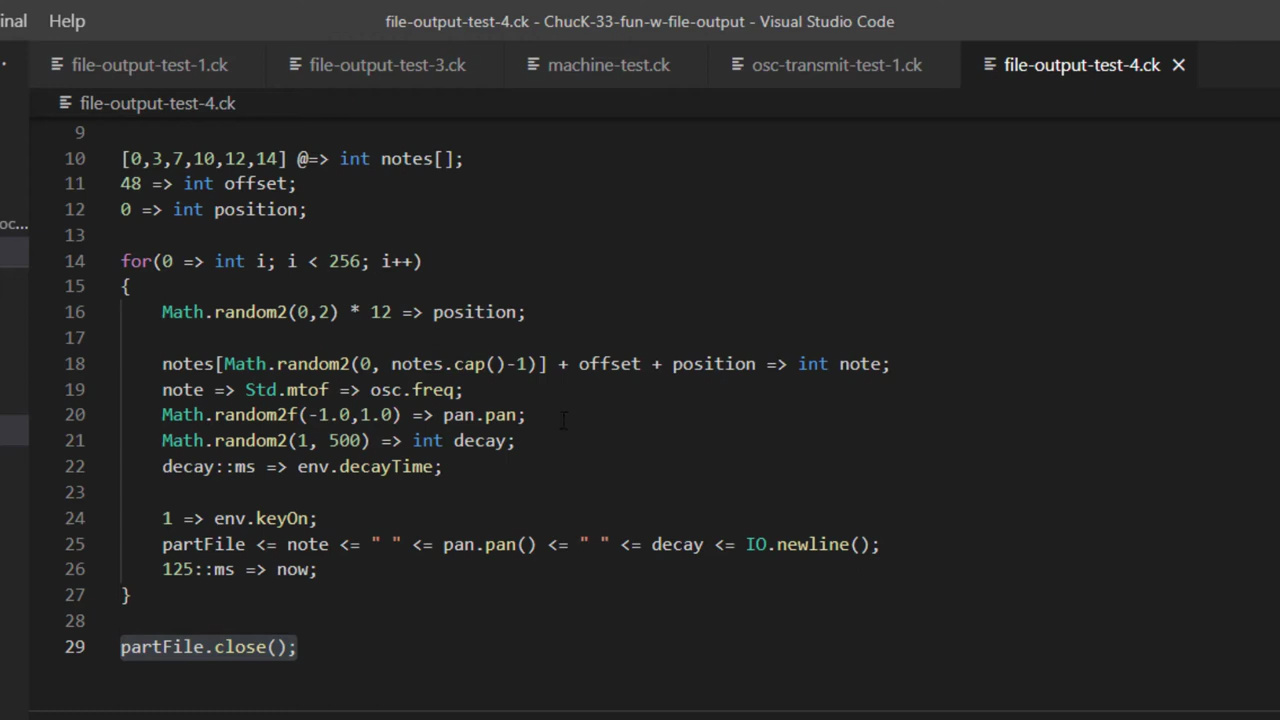 inal Help file-output-test-4.ck - ChucK-33-fun-w-file-output - Visual Studio Code
file-output-test-1.ck file-output-test-3.ck machine-test.ck osc-transmit-test-1.ck file-output-test-4.ck
file-output-test-4.ck
9
10 [0,3,7,10,12,14] @=> int notes[];
11 48 => int offset;
12 0 => int position;
oc...
13
14 for(0 => int i; i < 256; i++)
15 {
16 Math.random2(0,2) * 12 => position;
17
18 notes[Math.random2(0, notes.cap()-1)] + offset + position => int note;
19 note => Std.mtof => osc.freq;
20 Math.random2f(-1.0,1.0) => pan.pan;
21 Math.random2(1, 500) => int decay;
22 decay::ms => env.decayTime;
23
24 1 => env.keyOn;
25 partFile <= note <= " " <= pan.pan() <= " " <= decay <= IO.newline();
26 125::ms => now;
27 }
28
29 partFile.close();